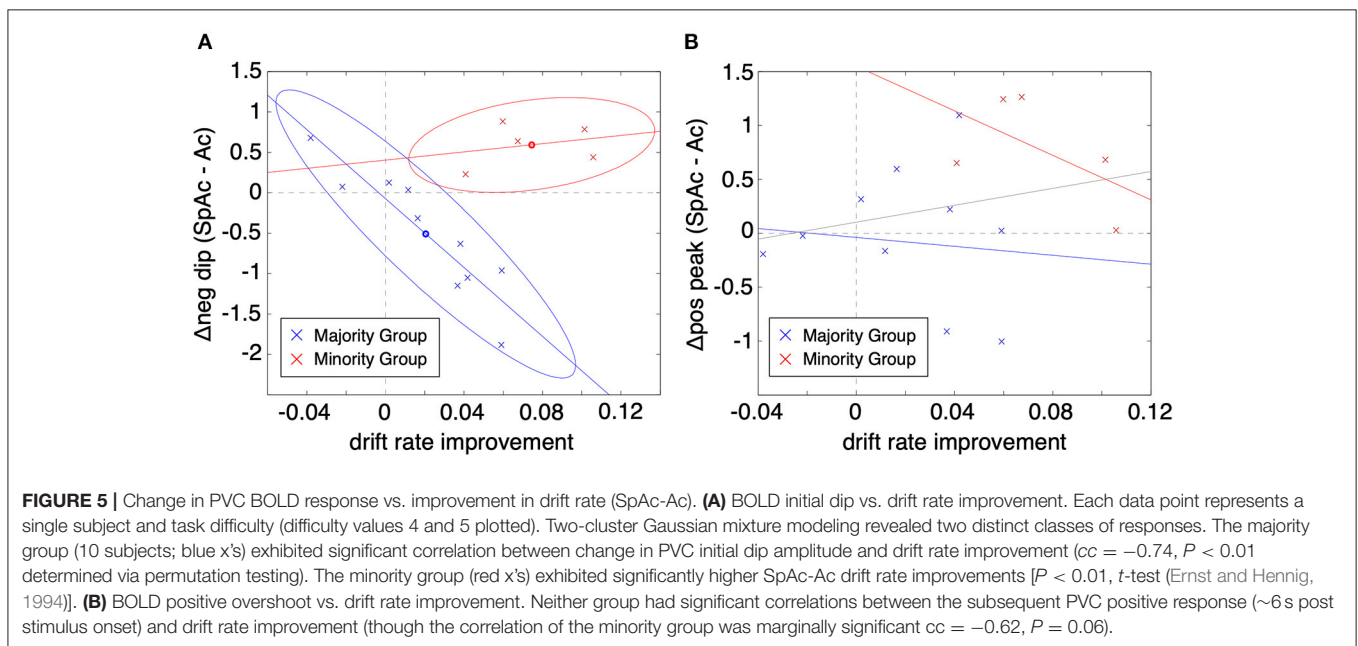 A
B
1.5
1
0.5
0
-0.5
-1
-1.5
-2
Δneg dip (SpAc - Ac)
Majority Group
Minority Group
-0.04
0
0.04
0.08
0.12
drift rate improvement
1.5
1
0.5
0
-0.5
-1
Δpos peak (SpAc - Ac)
Majority Group
Minority Group
-0.04
0
0.04
0.08
0.12
drift rate improvement
FIGURE 5 | Change in PVC BOLD response vs. improvement in drift rate (SpAc-Ac). (A) BOLD initial dip vs. drift rate improvement. Each data point represents a
single subject and task difficulty (difficulty values 4 and 5 plotted). Two-cluster Gaussian mixture modeling revealed two distinct classes of responses. The majority
group (10 subjects; blue x's) exhibited significant correlation between change in PVC initial dip amplitude and drift rate improvement (cc = −0.74, P < 0.01
determined via permutation testing). The minority group (red x's) exhibited significantly higher SpAc-Ac drift rate improvements [P < 0.01, t-test (Ernst and Hennig,
1994)]. (B) BOLD positive overshoot vs. drift rate improvement. Neither group had significant correlations between the subsequent PVC positive response (∼6 s post
stimulus onset) and drift rate improvement (though the correlation of the minority group was marginally significant cc = −0.62, P = 0.06).